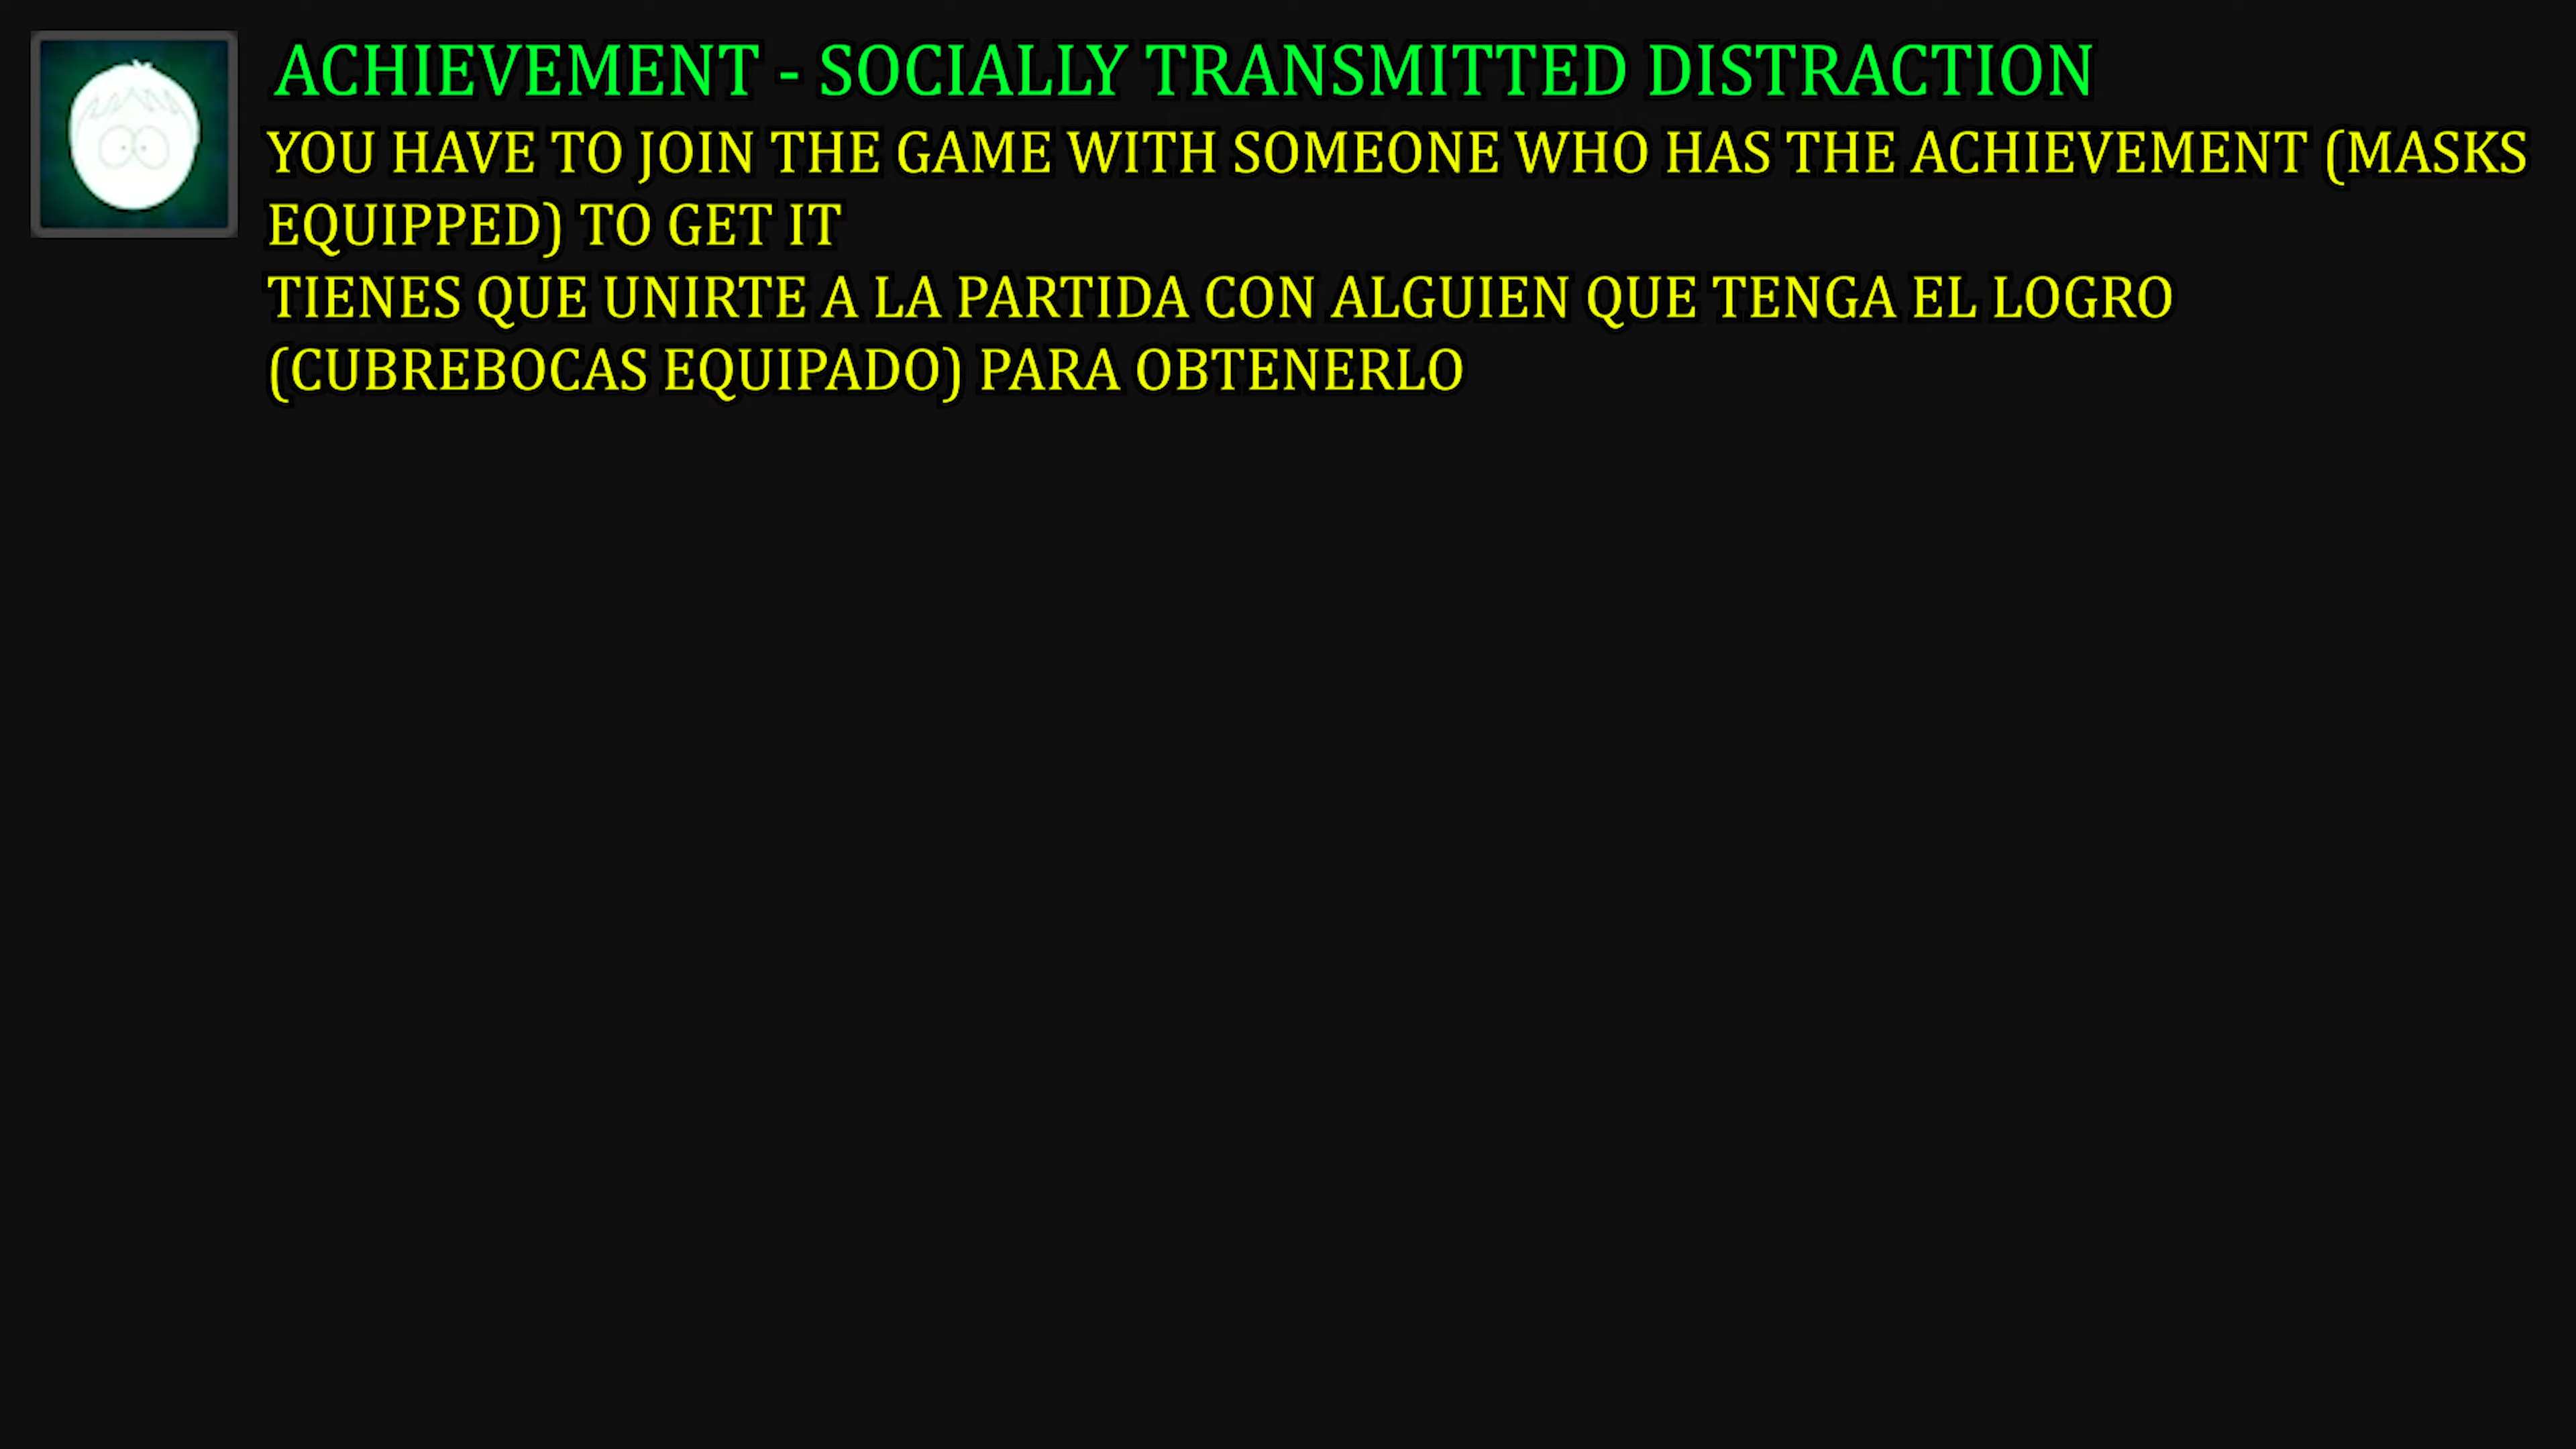 ACHIEVEMENT - SOCIALLY TRANSMITTED DISTRACTION
YOU HAVE TO JOIN THE GAME WITH SOMEONE WHO HAS THE ACHIEVEMENT (MASKS
EQUIPPED) TO GET IT
TIENES QUE UNIRTE A LA PARTIDA CON ALGUIEN QUE TENGA EL LOGRO
(CUBREBOCAS EQUIPADO) PARA OBTENERLO